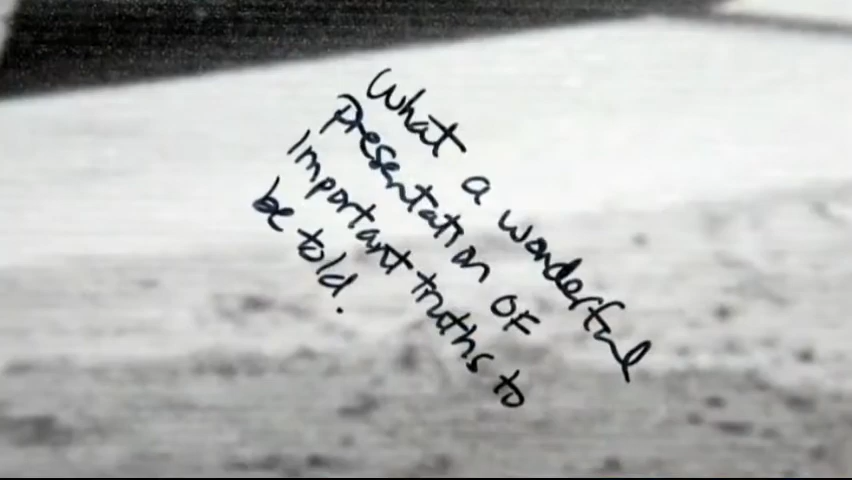 What a wonderful
presentation of
important truths to
be told.